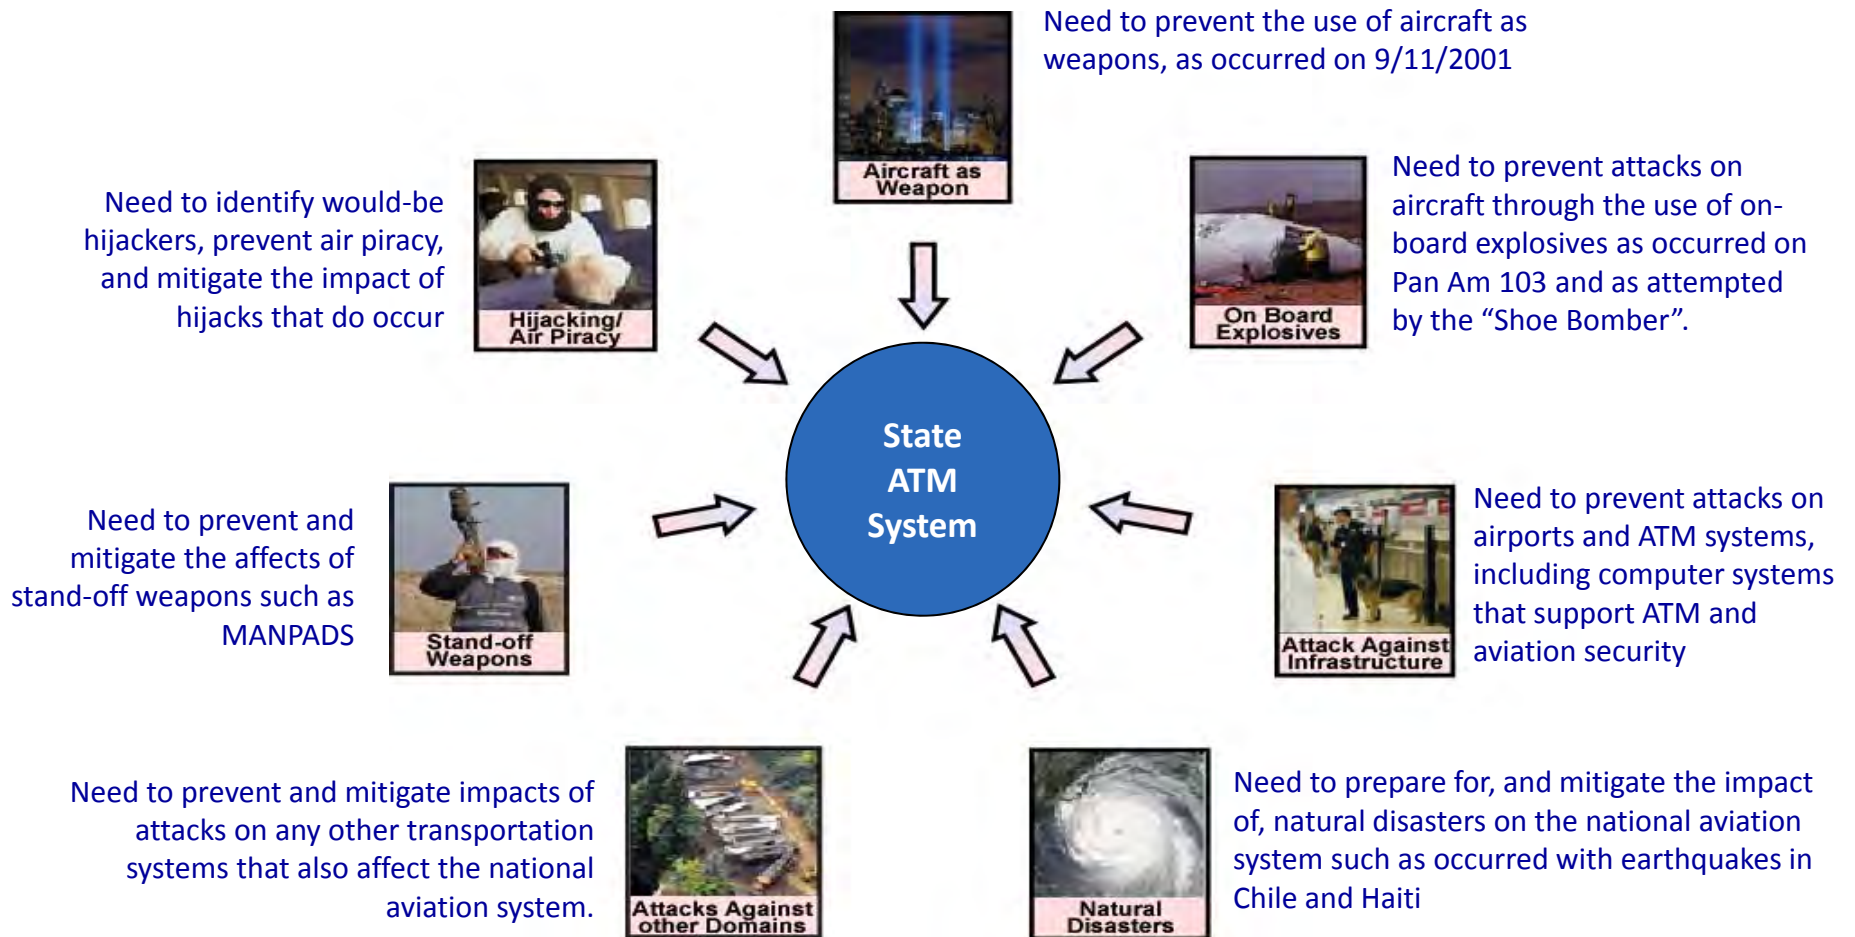 Need to prevent the use of aircraft as
weapons, as occurred on 9/11/2001
Aircraft as
Weapon
Need to identify would-be
hijackers, prevent air piracy,
and mitigate the impact of
hijacks that do occur
Hijacking/
Air Piracy
On Board
Explosives
Need to prevent attacks on
aircraft through the use of on-
board explosives as occurred on
Pan Am 103 and as attempted
by the “Shoe Bomber”.
State
ATM
System
Need to prevent and
mitigate the affects of
stand-off weapons such as
MANPADS
Stand-off
Weapons
Attack Against
Infrastructure
Need to prevent attacks on
airports and ATM systems,
including computer systems
that support ATM and
aviation security
Need to prevent and mitigate impacts of
attacks on any other transportation
systems that also affect the national
aviation system.
Attacks Against
other Domains
Natural
Disasters
Need to prepare for, and mitigate the impact
of, natural disasters on the national aviation
system such as occurred with earthquakes in
Chile and Haiti